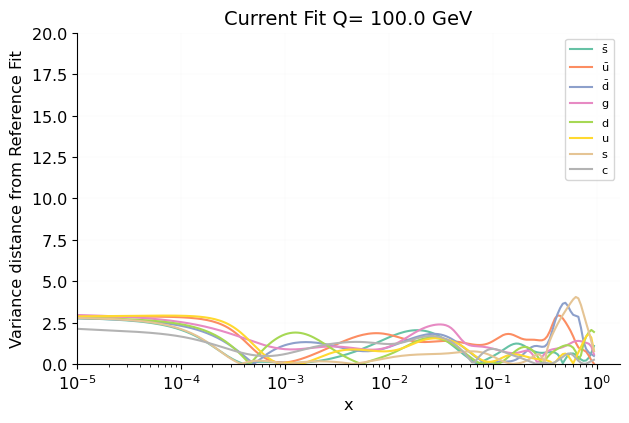 Current Fit Q= 100.0 GeV
Variance distance from Reference Fit
20.0
17.5
15.0
12.5
10.0
7.5
5.0
2.5
0.0
10⁻⁵
10⁻⁴
10⁻³
10⁻²
10⁻¹
10⁰
x
s̄
ū
d̄
g
d
u
s
c